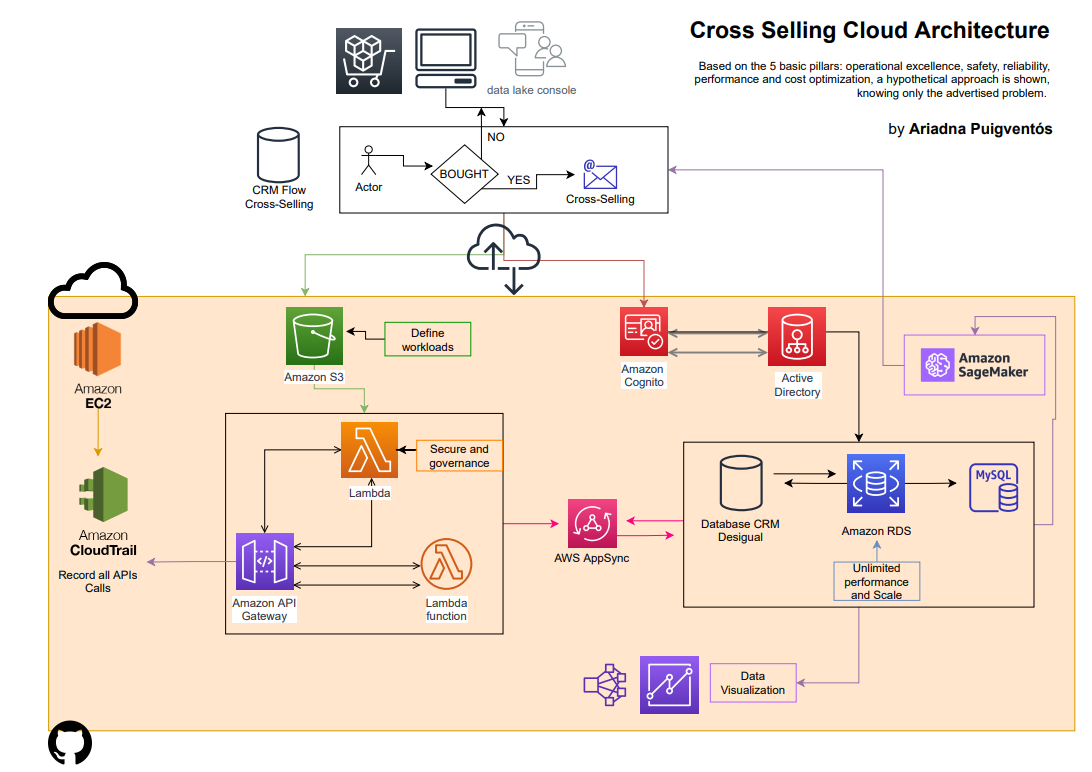 Cross Selling Cloud Architecture
Based on the 5 basic pillars: operational excellence, safety, reliability,
performance and cost optimization, a hypothetical approach is shown,
knowing only the advertised problem.
by Ariadna Puigventós
data lake console
CRM Flow
Cross-Selling
Actor
BOUGHT
NO
YES
@
Cross-Selling
Amazon
EC2
Amazon
CloudTrail
Record all APIs
Calls
Amazon S3
Define
workloads
Amazon
Cognito
Active
Directory
Amazon
SageMaker
Lambda
Secure and
governance
</>
Amazon API
Gateway
Lambda
function
AWS AppSync
Database CRM
Desigual
Amazon RDS
MySQL
Unlimited
performance
and Scale
Data
Visualization